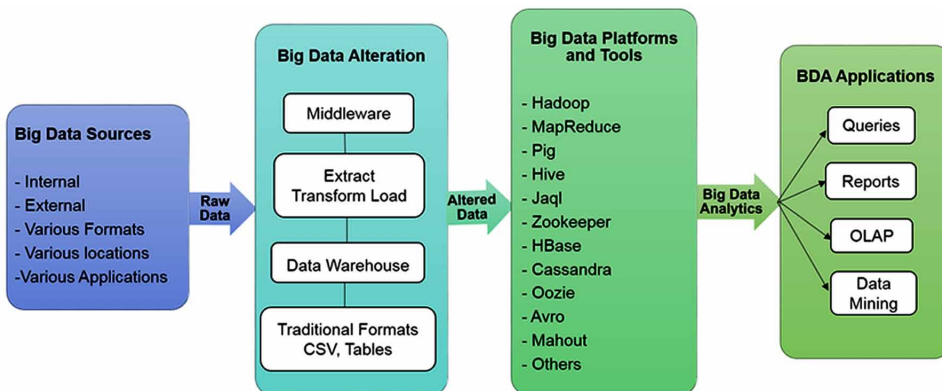 Big Data Sources
- Internal
- External
- Various Formats
- Various locations
-Various Applications
Raw
Data
Big Data Alteration
Middleware
Extract
Transform Load
Data Warehouse
Traditional Formats
CSV, Tables
Altered
Data
Big Data Platforms
and Tools
- Hadoop
- MapReduce
- Pig
- Hive
- Jaql
- Zookeeper
- HBase
- Cassandra
- Oozie
- Avro
- Mahout
- Others
Big Data
Analytics
BDA Applications
Queries
Reports
OLAP
Data
Mining